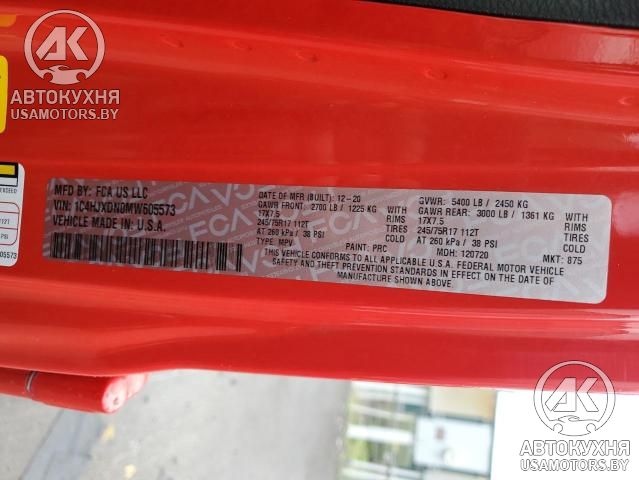 АК
АВТОКУХНЯ
USAMOTORS.BY
MFD BY: FCA US LLC
VIN: 1C4HJXDN0MW605573
VEHICLE MADE IN: U.S.A.
DATE OF MFR (BUILT): 12-20
GAWR FRONT: 2700 LB / 1225 KG WITH
17X7.5 RIMS
245/75R17 112T TIRES
AT 260 kPa / 38 PSI COLD
TYPE: MPV PAINT: PRC
GVWR: 5400 LB / 2450 KG
GAWR REAR: 3000 LB / 1361 KG WITH
17X7.5 RIMS
245/75R17 112T TIRES
AT 260 kPa / 38 PSI COLD
MDH: 120720 MKT: 875
THIS VEHICLE CONFORMS TO ALL APPLICABLE U.S.A. FEDERAL MOTOR VEHICLE
SAFETY AND THEFT PREVENTION STANDARDS IN EFFECT ON THE DATE OF
MANUFACTURE SHOWN ABOVE.
112T
05573
АК
АВТОКУХНЯ
USAMOTORS.BY